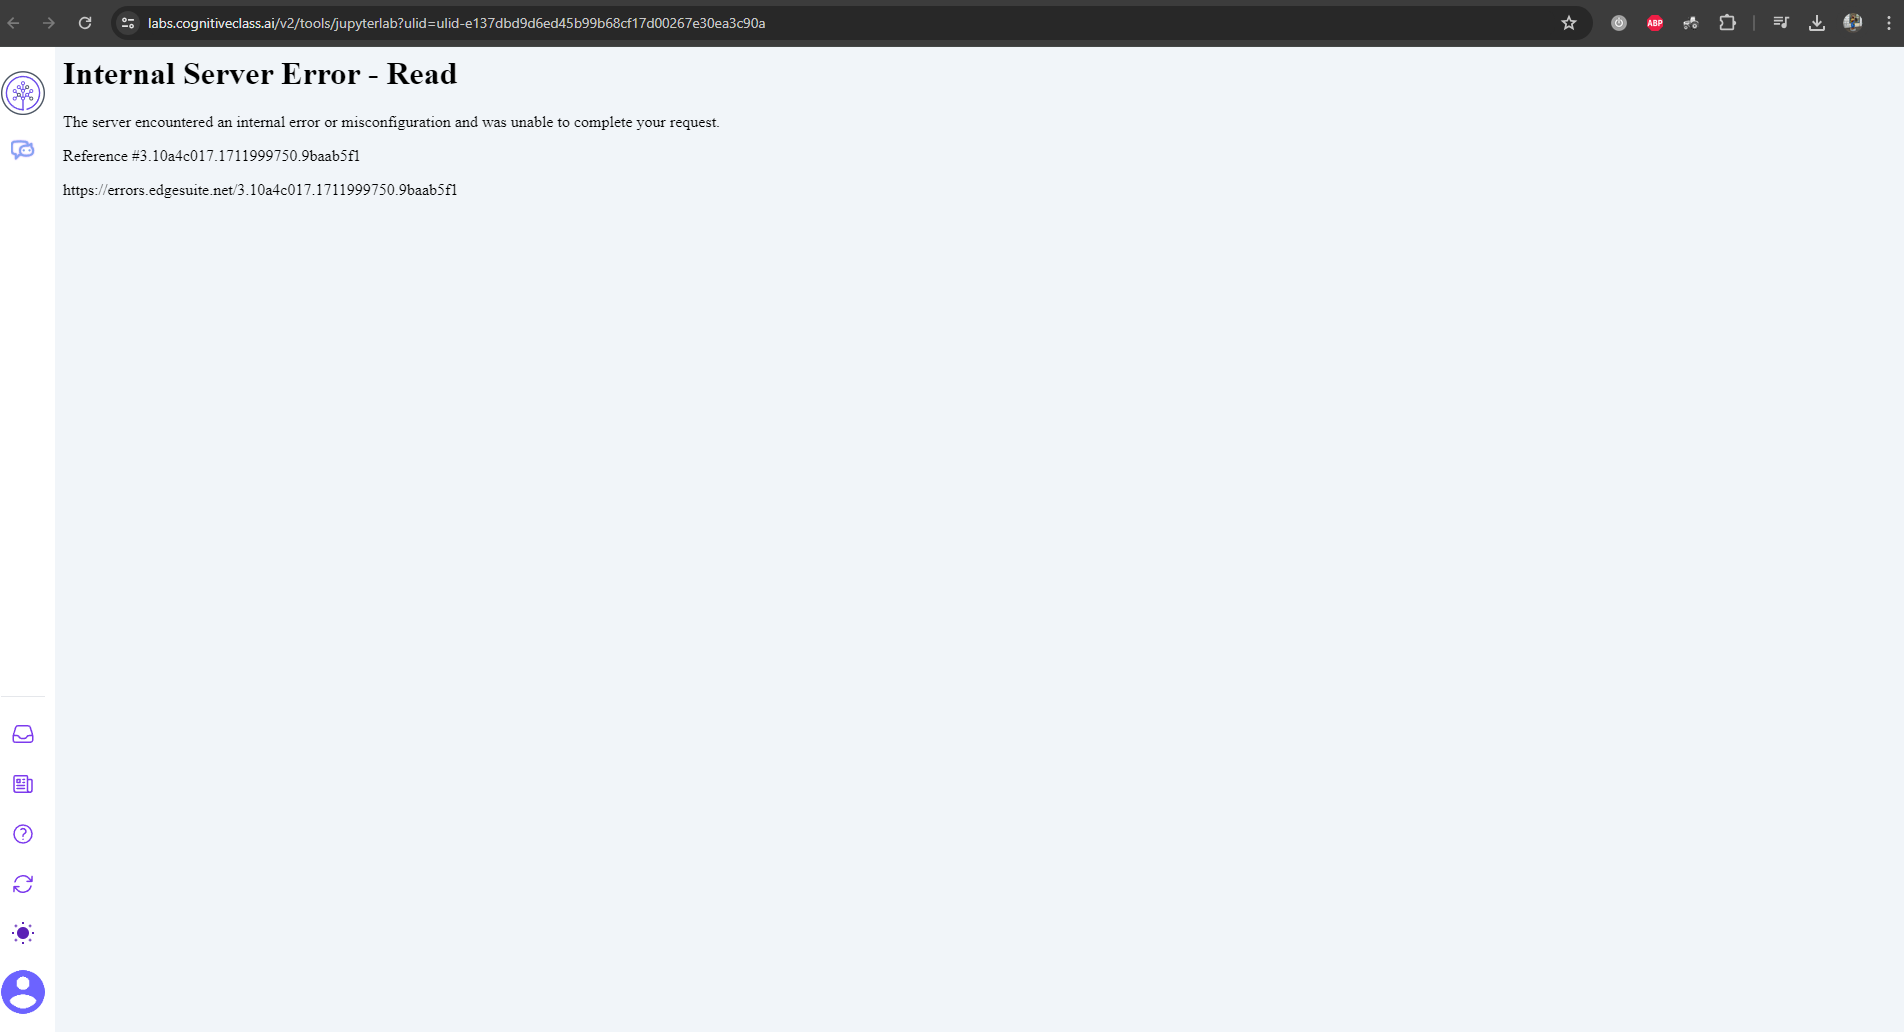 labs.cognitiveclass.ai/v2/tools/jupyterlab?ulid=ulid-e137dbd9d6ed45b99b68cf17d00267e30ea3c90a
ABP
Internal Server Error - Read
The server encountered an internal error or misconfiguration and was unable to complete your request.
Reference #3.10a4c017.1711999750.9baab5f1
https://errors.edgesuite.net/3.10a4c017.1711999750.9baab5f1